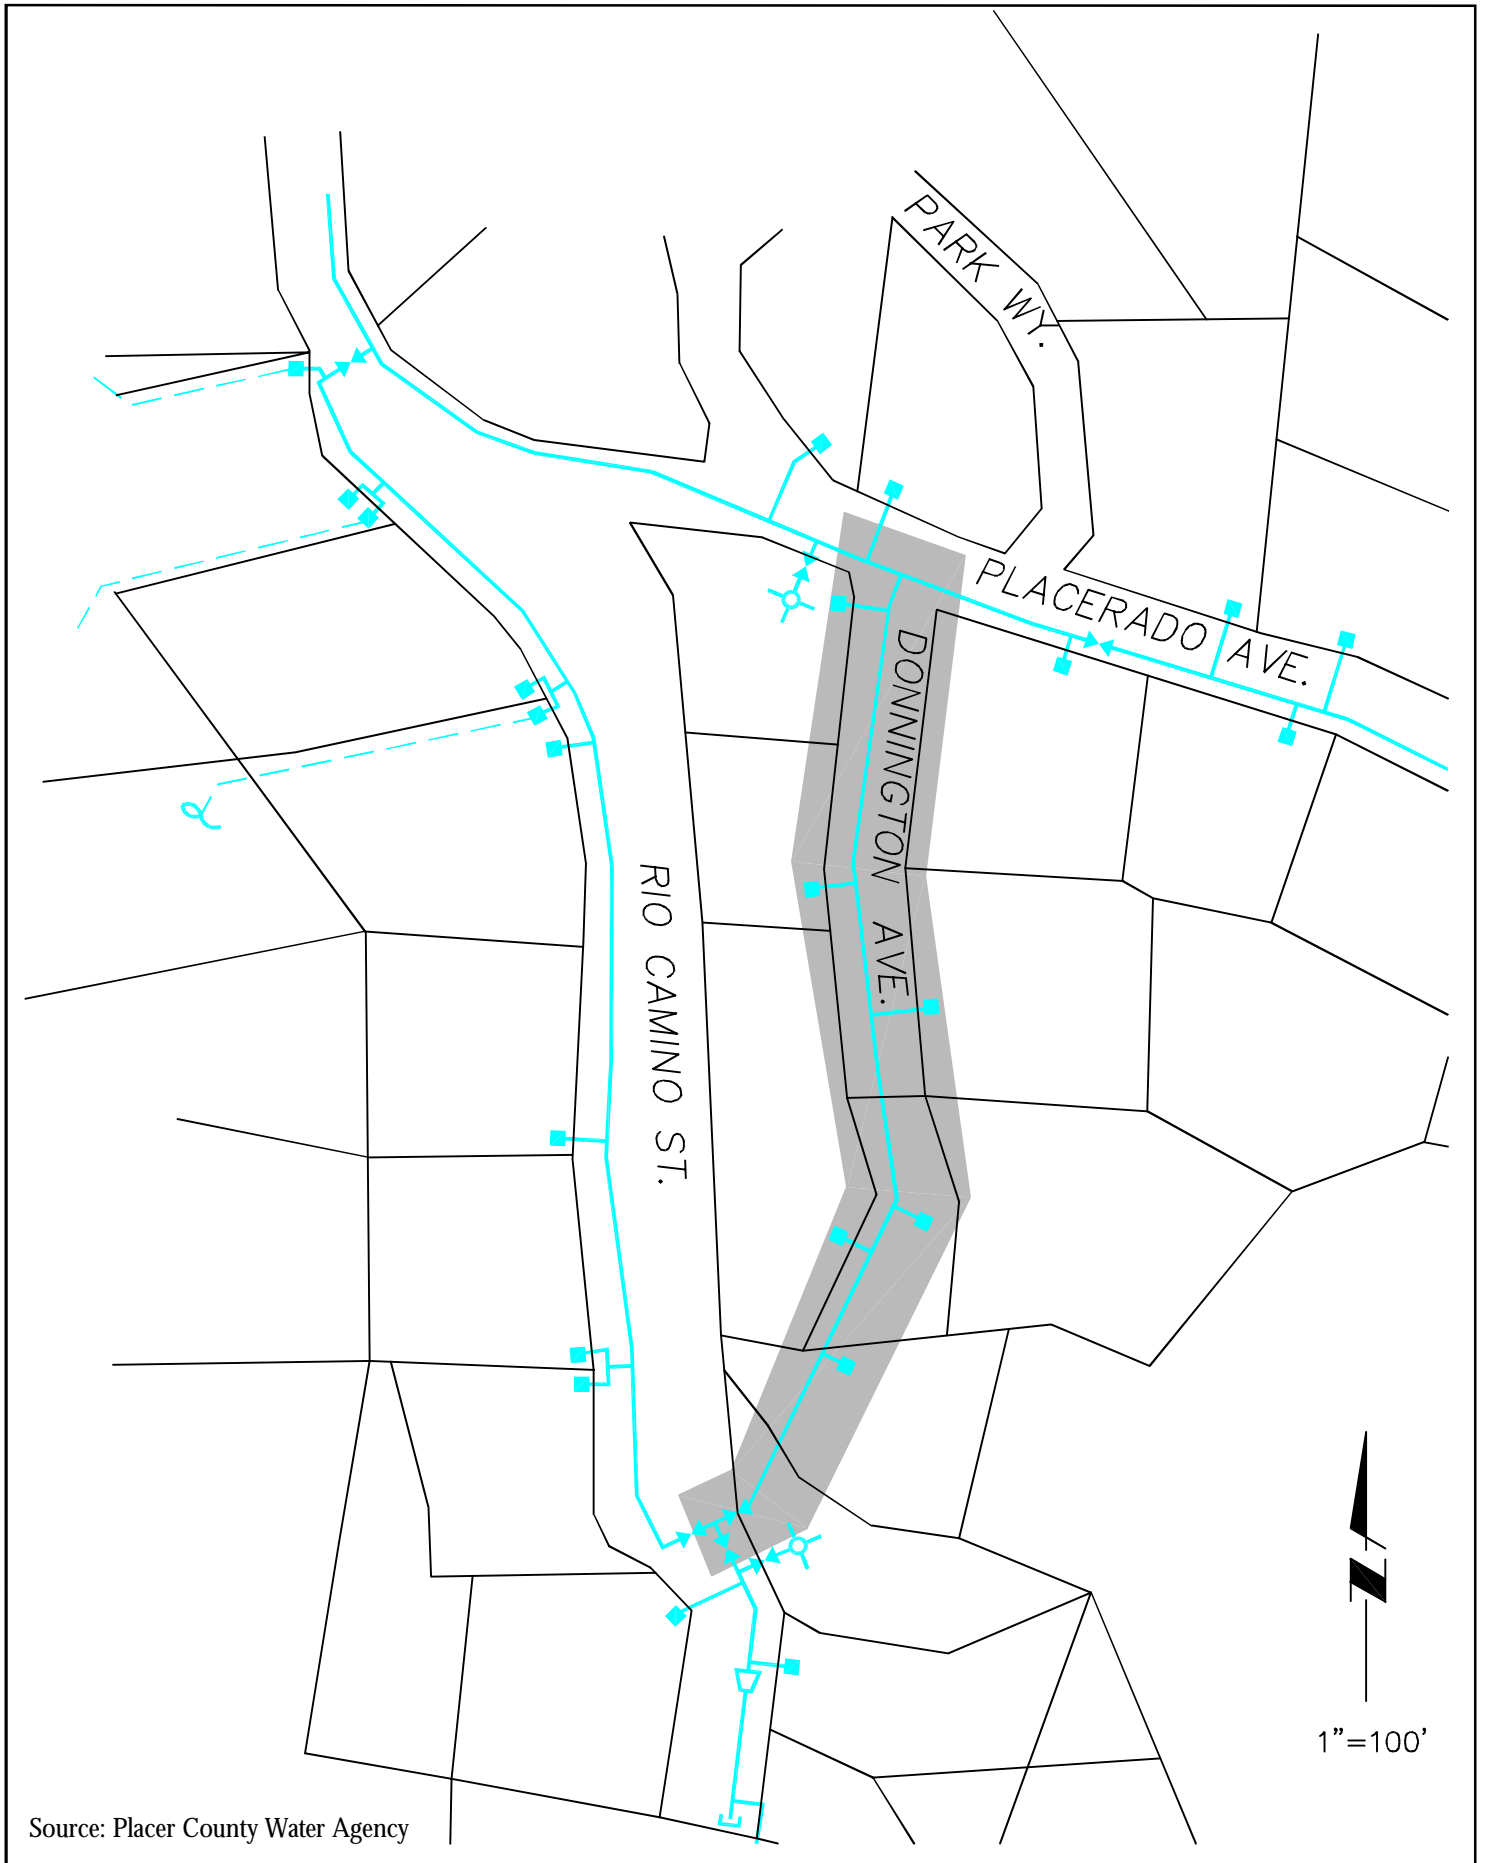 PARK WY.
PLACERADO AVE.
DONNINGTON AVE.
RIO CAMINO ST.
N
1"=100'
Source: Placer County Water Agency